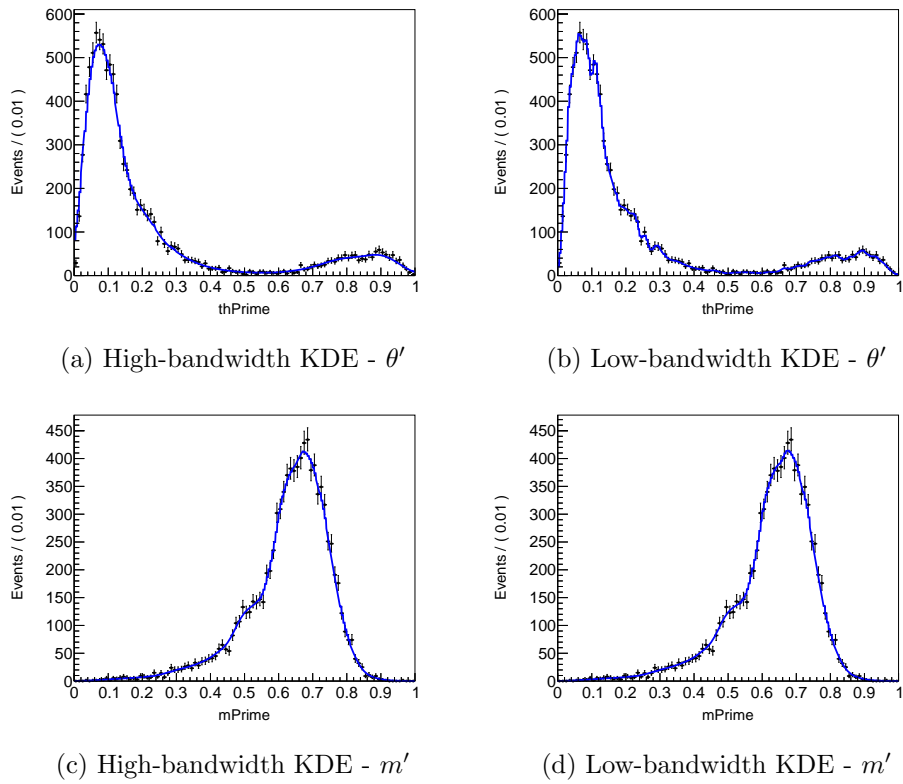 600
500
400
300
200
100
0
Events / ( 0.01 )
0 0.1 0.2 0.3 0.4 0.5 0.6 0.7 0.8 0.9 1
thPrime
(a) High-bandwidth KDE - θ′
600
500
400
300
200
100
0
Events / ( 0.01 )
0 0.1 0.2 0.3 0.4 0.5 0.6 0.7 0.8 0.9 1
thPrime
(b) Low-bandwidth KDE - θ′
450
400
350
300
250
200
150
100
50
0
Events / ( 0.01 )
0 0.1 0.2 0.3 0.4 0.5 0.6 0.7 0.8 0.9 1
mPrime
(c) High-bandwidth KDE - m′
450
400
350
300
250
200
150
100
50
0
Events / ( 0.01 )
0 0.1 0.2 0.3 0.4 0.5 0.6 0.7 0.8 0.9 1
mPrime
(d) Low-bandwidth KDE - m′